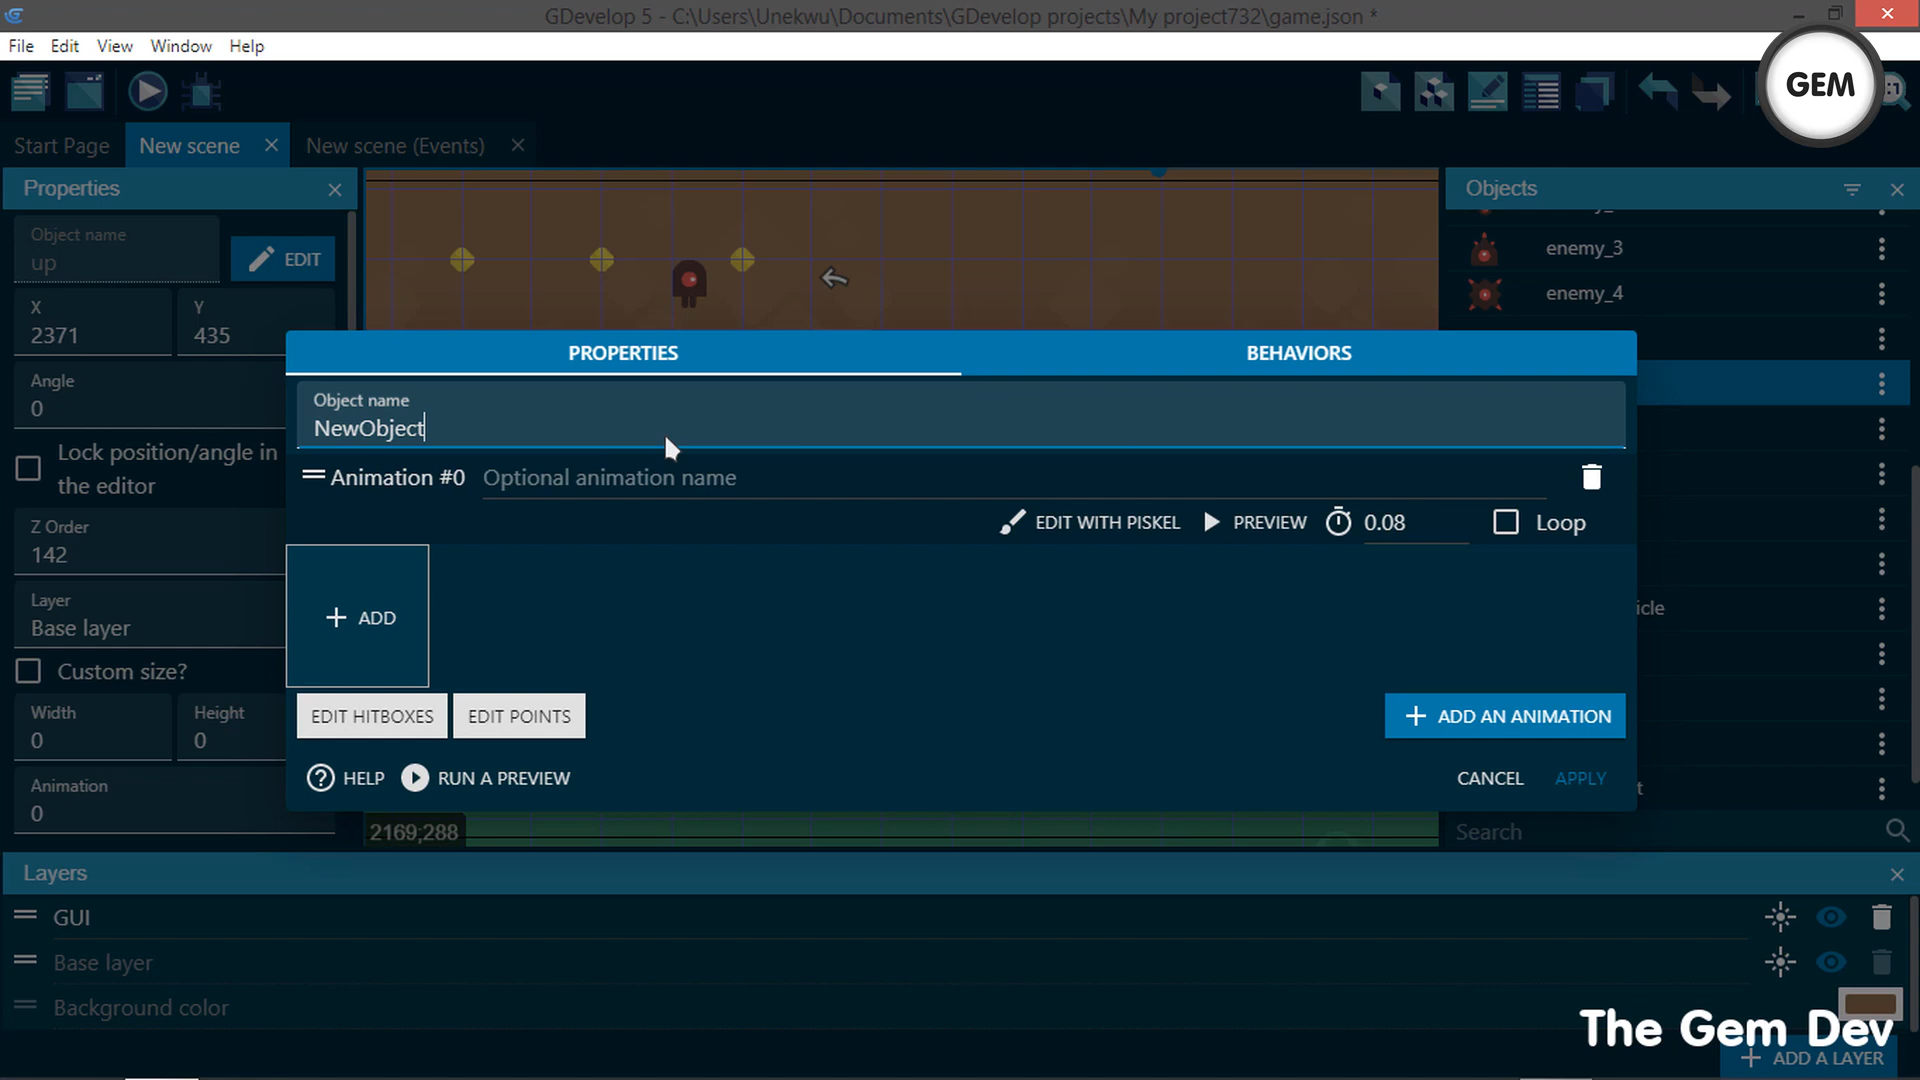 GDevelop 5 - C:\Users\Unekwu\Documents\GDevelop projects\My project732\game.json *
File Edit View Window Help
GEM
Start Page New scene New scene (Events)
Properties
Objects
Object name
up
EDIT
enemy_3
enemy_4
X
2371
Y
435
Angle
0
Lock position/angle in
the editor
Z Order
142
Layer
Base layer
Custom size?
Width
0
Height
0
Animation
0
PROPERTIES BEHAVIORS
Object name
NewObject
Animation #0 Optional animation name
EDIT WITH PISKEL PREVIEW 0.08 Loop
ADD
EDIT HITBOXES EDIT POINTS
ADD AN ANIMATION
HELP RUN A PREVIEW
CANCEL APPLY
2169;288
Search
Layers
GUI
Base layer
Background color
The Gem Dev
ADD A LAYER